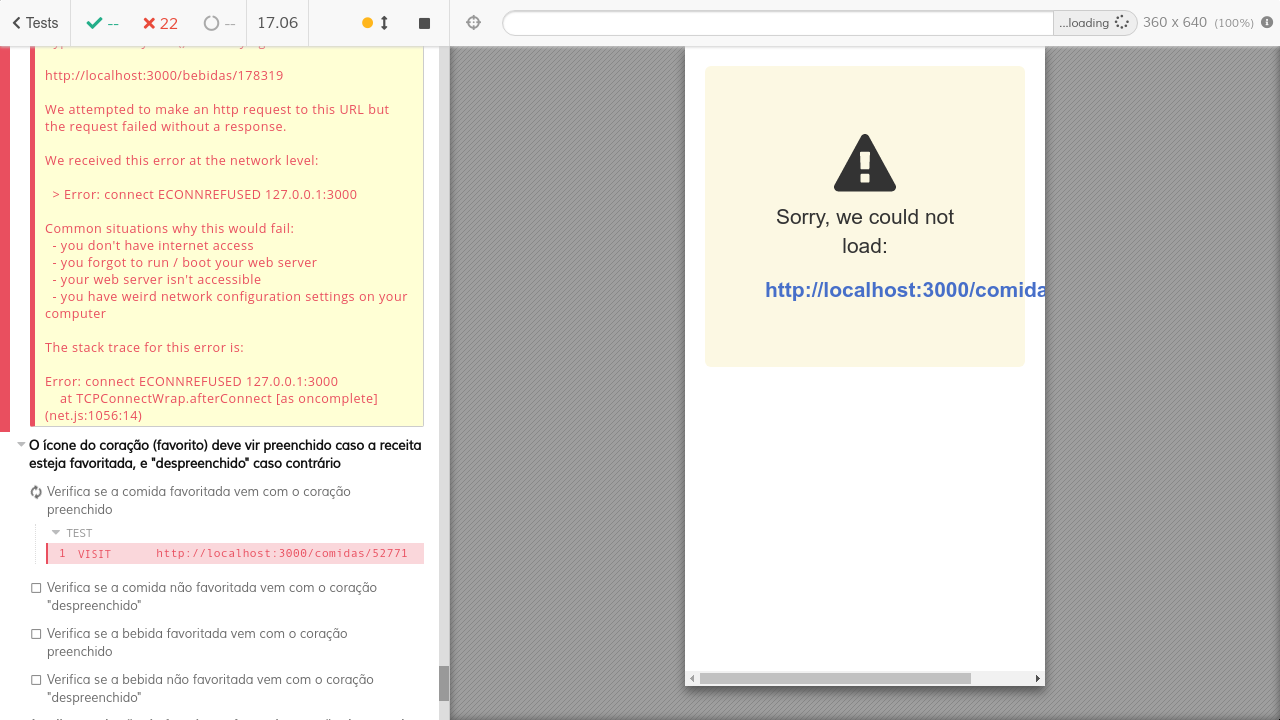 Tests
--
22
--
17.06
...loading
360 x 640 (100%)
http://localhost:3000/bebidas/178319
We attempted to make an http request to this URL but
the request failed without a response.
We received this error at the network level:
> Error: connect ECONNREFUSED 127.0.0.1:3000
Common situations why this would fail:
- you don't have internet access
- you forgot to run / boot your web server
- your web server isn't accessible
- you have weird network configuration settings on your
computer
The stack trace for this error is:
Error: connect ECONNREFUSED 127.0.0.1:3000
at TCPConnectWrap.afterConnect [as oncomplete]
(net.js:1056:14)
O ícone do coração (favorito) deve vir preenchido caso a receita
esteja favoritada, e "despreenchido" caso contrário
Verifica se a comida favoritada vem com o coração
preenchido
TEST
1 VISIT http://localhost:3000/comidas/52771
Verifica se a comida não favoritada vem com o coração
"despreenchido"
Verifica se a bebida favoritada vem com o coração
preenchido
Verifica se a bebida não favoritada vem com o coração
"despreenchido"
Sorry, we could not
load:
http://localhost:3000/comida